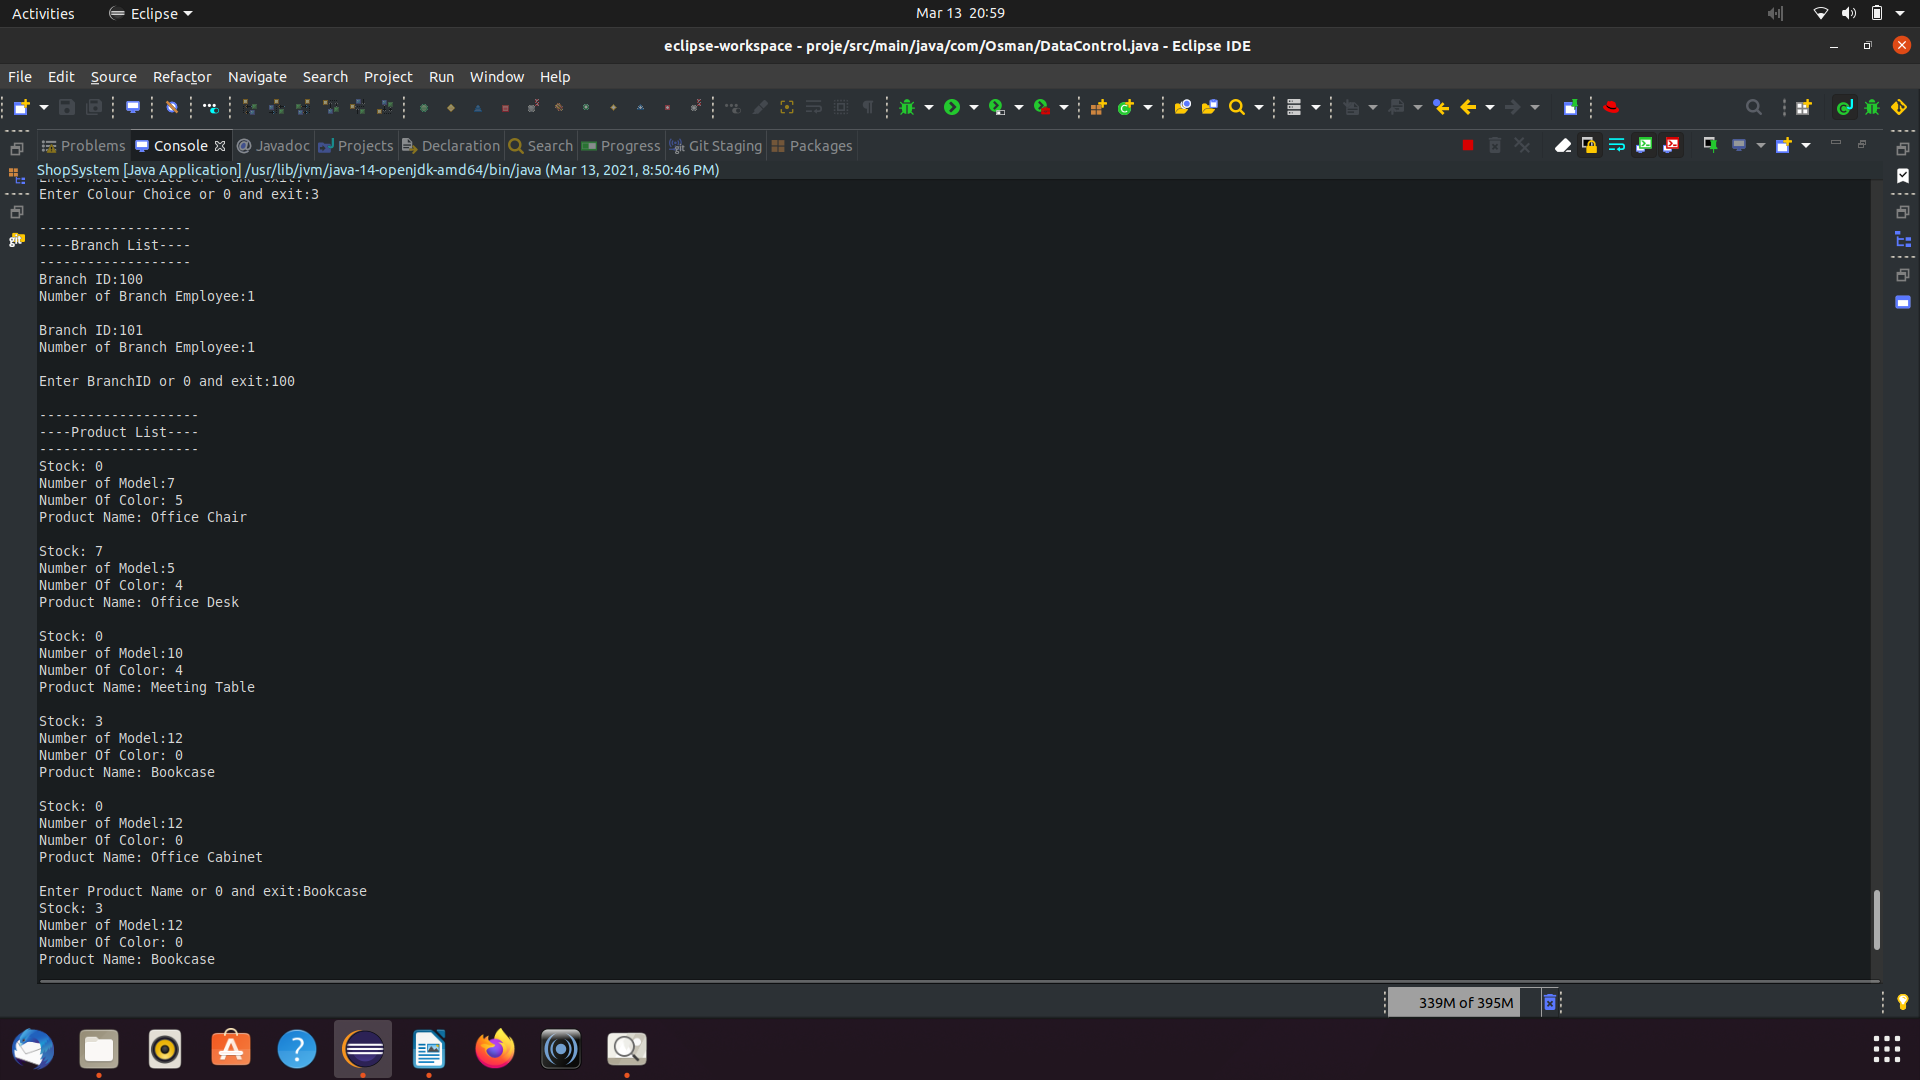 Activities
Eclipse
Mar 13 20:59
eclipse-workspace - proje/src/main/java/com/Osman/DataControl.java - Eclipse IDE
File Edit Source Refactor Navigate Search Project Run Window Help
Problems Console @ Javadoc Projects Declaration Search Progress Git Staging Packages
ShopSystem [Java Application] /usr/lib/jvm/java-14-openjdk-amd64/bin/java (Mar 13, 2021, 8:50:46 PM)
Enter Colour Choice or 0 and exit:3
-------------------
----Branch List----
-------------------
Branch ID:100
Number of Branch Employee:1
Branch ID:101
Number of Branch Employee:1
Enter BranchID or 0 and exit:100
--------------------
----Product List----
--------------------
Stock: 0
Number of Model:7
Number Of Color: 5
Product Name: Office Chair
Stock: 7
Number of Model:5
Number Of Color: 4
Product Name: Office Desk
Stock: 0
Number of Model:10
Number Of Color: 4
Product Name: Meeting Table
Stock: 3
Number of Model:12
Number Of Color: 0
Product Name: Bookcase
Stock: 0
Number of Model:12
Number Of Color: 0
Product Name: Office Cabinet
Enter Product Name or 0 and exit:Bookcase
Stock: 3
Number of Model:12
Number Of Color: 0
Product Name: Bookcase
339M of 395M